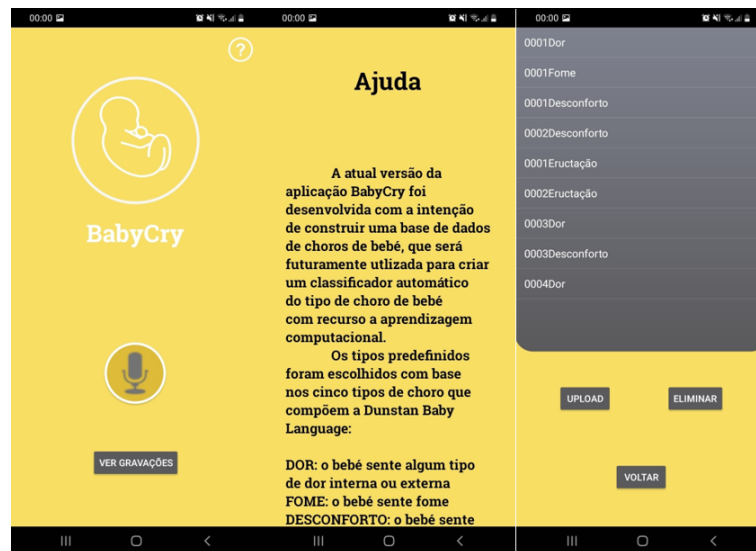 00:00
?
BabyCry
VER GRAVAÇÕES
00:00
Ajuda
A atual versão da
aplicação BabyCry foi
desenvolvida com a intenção
de construir uma base de dados
de choros de bebé, que será
futuramente utlizada para criar
um classificador automático
do tipo de choro de bebé
com recurso a aprendizagem
computacional.
Os tipos predefinidos
foram escolhidos com base
nos cinco tipos de choro que
compõem a Dunstan Baby
Language:
DOR: o bebé sente algum tipo
de dor interna ou externa
FOME: o bebé sente fome
DESCONFORTO: o bebé sente
00:00
0001Dor
0001Fome
0001Desconforto
0002Desconforto
0001Eructação
0002Eructação
0003Dor
0003Desconforto
0004Dor
UPLOAD
ELIMINAR
VOLTAR